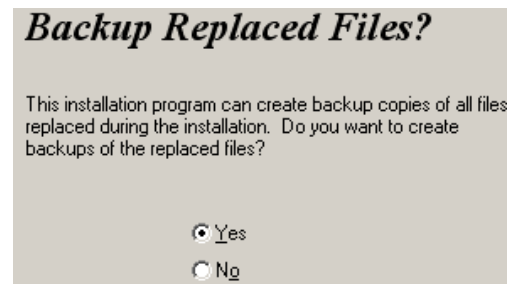 Backup Replaced Files?
This installation program can create backup copies of all files
replaced during the installation. Do you want to create
backups of the replaced files?
Yes
No